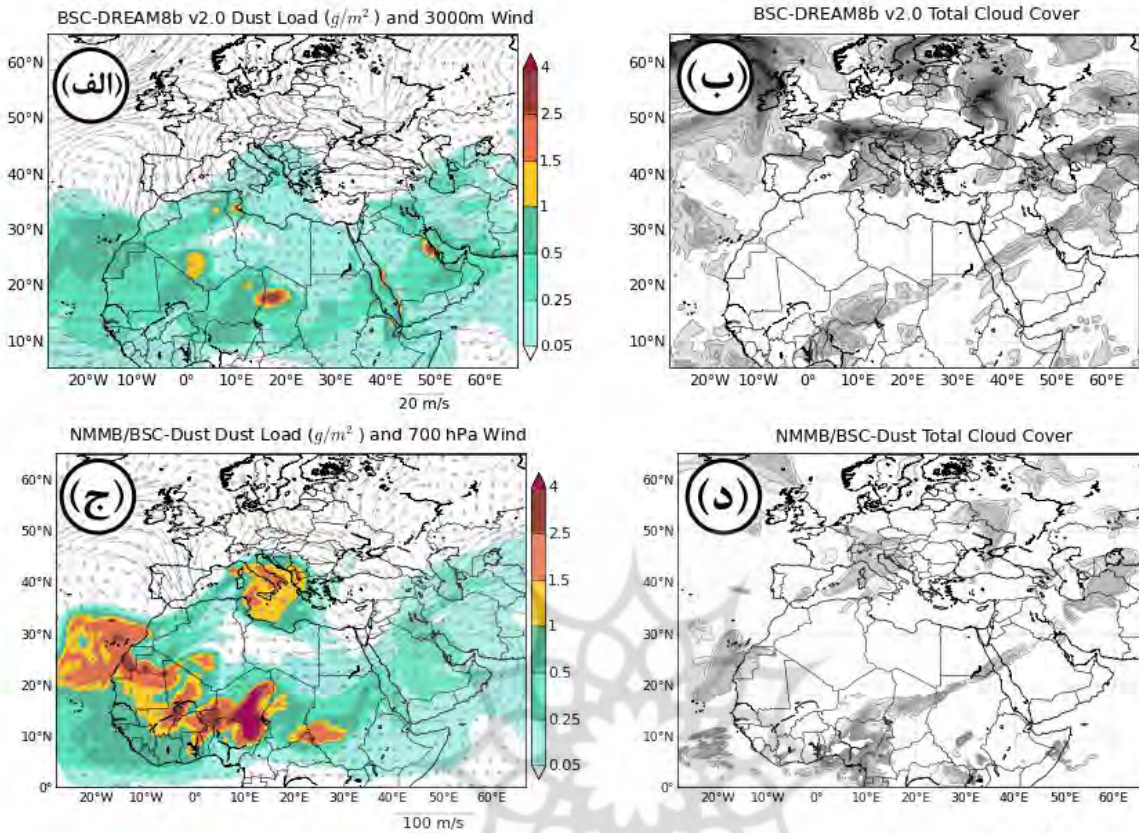 BSC-DREAM8b v2.0 Dust Load (g/m²) and 3000m Wind
(الف)
60°N
50°N
40°N
30°N
20°N
10°N
20°W 10°W 0° 10°E 20°E 30°E 40°E 50°E 60°E
20 m/s
4
2.5
1.5
1
0.5
0.25
0.05
BSC-DREAM8b v2.0 Total Cloud Cover
(ب)
60°N
50°N
40°N
30°N
20°N
10°N
20°W 10°W 0° 10°E 20°E 30°E 40°E 50°E 60°E
NMMB/BSC-Dust Dust Load (g/m²) and 700 hPa Wind
(ج)
60°N
50°N
40°N
30°N
20°N
10°N
0°
20°W 10°W 0° 10°E 20°E 30°E 40°E 50°E 60°E
100 m/s
4
2.5
1.5
1
0.5
0.25
0.05
NMMB/BSC-Dust Total Cloud Cover
(د)
60°N
50°N
40°N
30°N
20°N
10°N
0°
20°W 10°W 0° 10°E 20°E 30°E 40°E 50°E 60°E